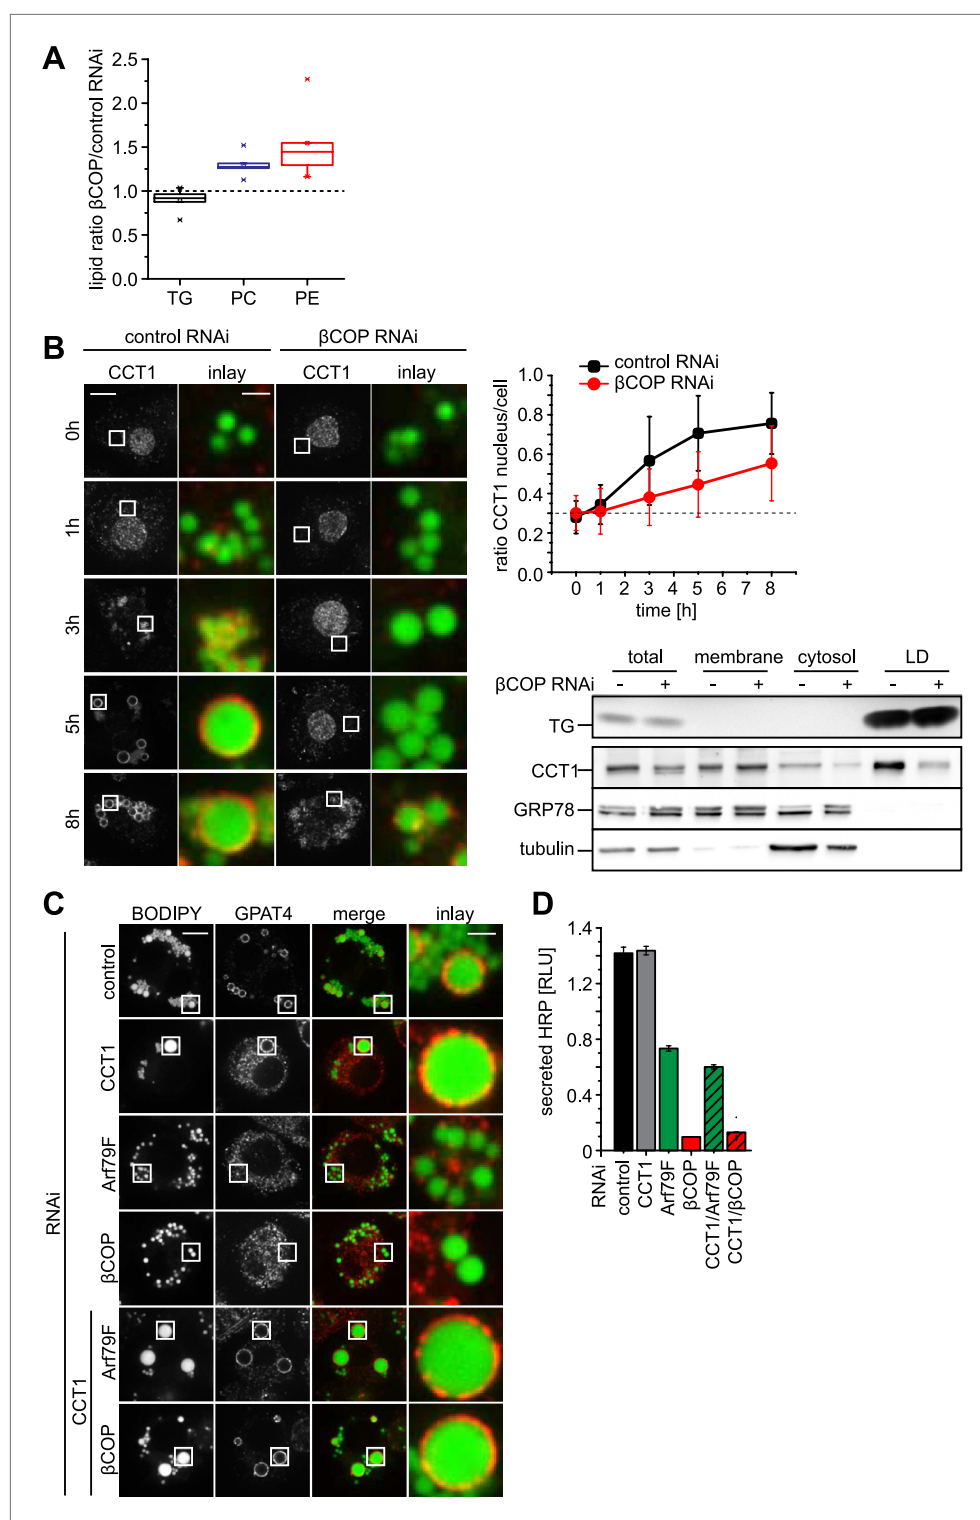 A
lipid ratio βCOP/control RNAi
2.5
2.0
1.5
1.0
0.5
0.0
TG PC PE
B
control RNAi βCOP RNAi
CCT1 inlay CCT1 inlay
0h
1h
3h
5h
8h
control RNAi
βCOP RNAi
ratio CCT1 nucleus/cell
1.0
0.8
0.6
0.4
0.2
0.0
0 1 2 3 4 5 6 7 8
time [h]
total membrane cytosol LD
βCOP RNAi - + - + - + - +
TG
CCT1
GRP78
tubulin
C
BODIPY GPAT4 merge inlay
RNAi
control
CCT1
Arf79F
βCOP
CCT1
Arf79F
βCOP
D
secreted HRP [RLU]
1.4
1.2
0.8
0.4
0
RNAi
control
CCT1
Arf79F
βCOP
CCT1/Arf79F
CCT1/βCOP